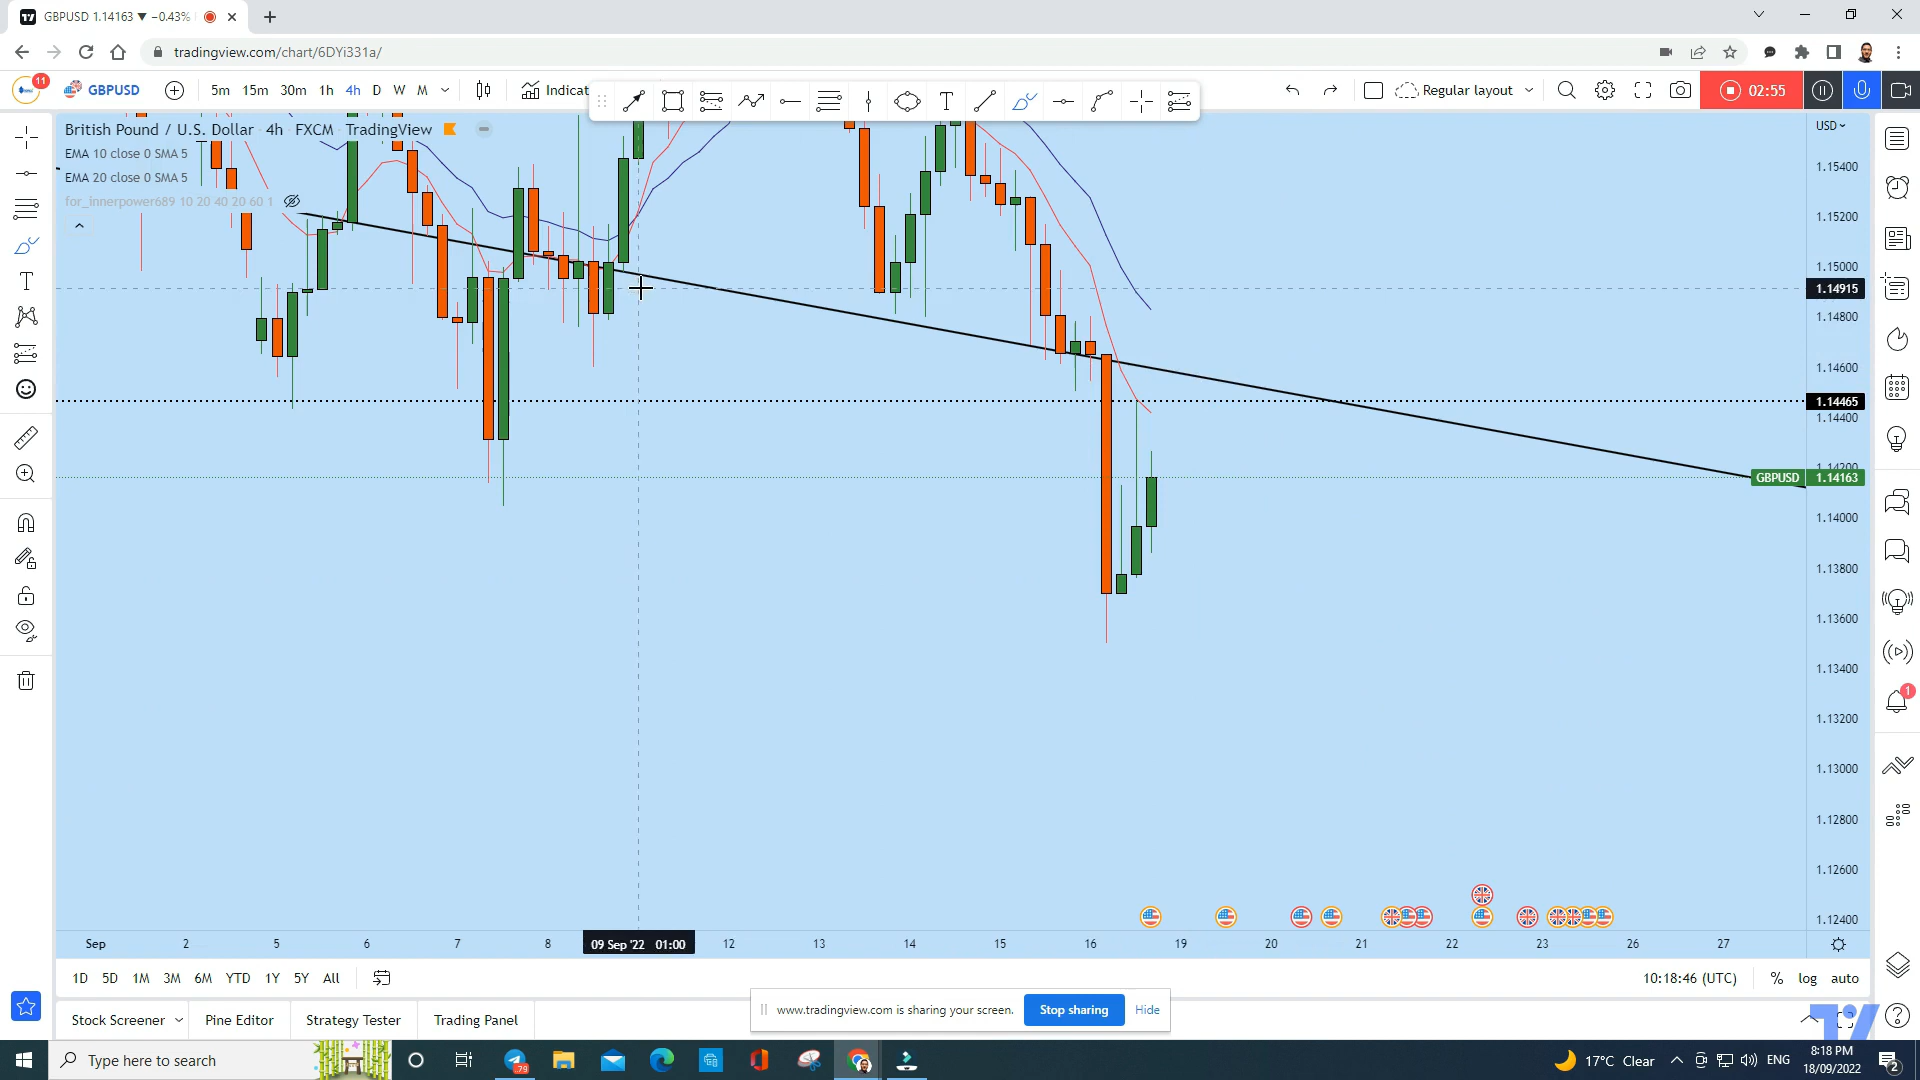 GBPUSD 1.14163 ▼ −0.43%
tradingview.com/chart/6DYi331a/
11
GBPUSD
5m 15m 30m 1h 4h D W M
Indicat
Regular layout
02:55
British Pound / U.S. Dollar 4h FXCM TradingView
EMA 10 close 0 SMA 5
EMA 20 close 0 SMA 5
for_innerpower689 10 20 40 20 60 1
USD
1.15400
1.15200
1.15000
1.14915
1.14800
1.14600
1.14465
1.14400
1.14200
GBPUSD 1.14163
1.14000
1.13800
1.13600
1.13400
1.13200
1.13000
1.12800
1.12600
1.12400
1
Sep 2 5 6 7 8 09 Sep '22 01:00 12 13 14 15 16 19 20 21 22 23 26 27
1D 5D 1M 3M 6M YTD 1Y 5Y All
10:18:46 (UTC) % log auto
www.tradingview.com is sharing your screen. Stop sharing Hide
Stock Screener Pine Editor Strategy Tester Trading Panel
Type here to search
79
17°C Clear
ENG
8:18 PM
18/09/2022
2